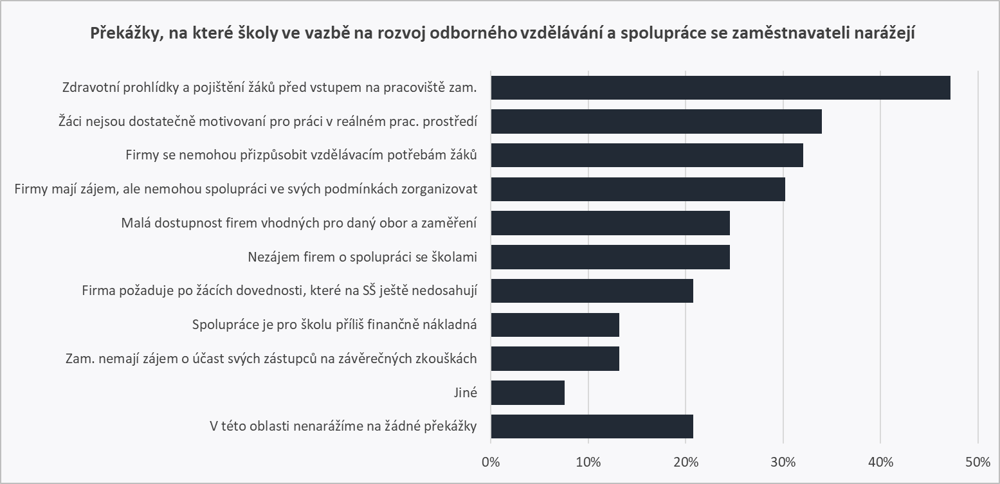 Překážky, na které školy ve vazbě na rozvoj odborného vzdělávání a spolupráce se zaměstnavateli narážejí
Zdravotní prohlídky a pojištění žáků před vstupem na pracoviště zam.
Žáci nejsou dostatečně motivovaní pro práci v reálném prac. prostředí
Firmy se nemohou přizpůsobit vzdělávacím potřebám žáků
Firmy mají zájem, ale nemohou spolupráci ve svých podmínkách zorganizovat
Malá dostupnost firem vhodných pro daný obor a zaměření
Nezájem firem o spolupráci se školami
Firma požaduje po žácích dovednosti, které na SŠ ještě nedosahují
Spolupráce je pro školu příliš finančně nákladná
Zam. nemají zájem o účast svých zástupců na závěrečných zkouškách
Jiné
V této oblasti nenarážíme na žádné překážky
0% 10% 20% 30% 40% 50%